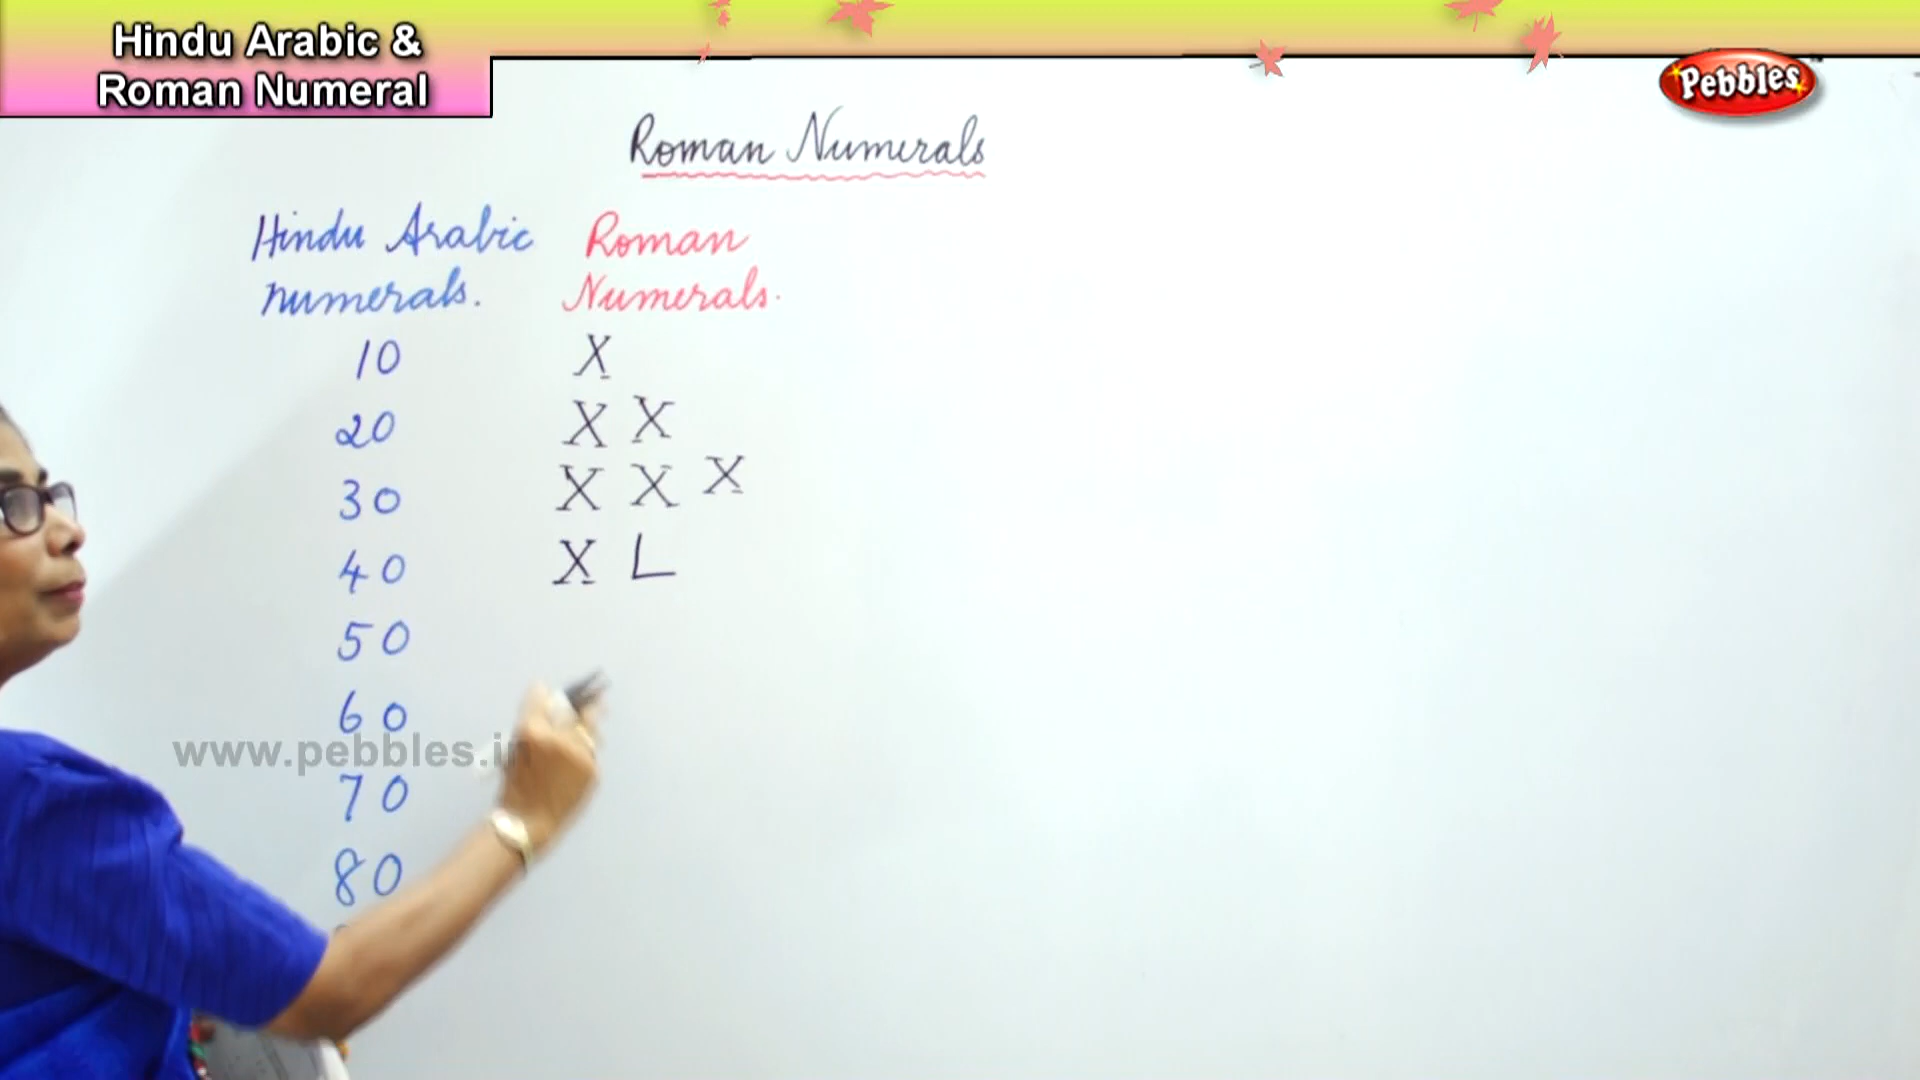 Hindu Arabic &
Roman Numeral
Pebbles
Roman Numerals
Hindu Arabic Roman
numerals. Numerals.
10 X
20 X X
30 X X X
40 X L
50
60
www.pebbles.in
70
80